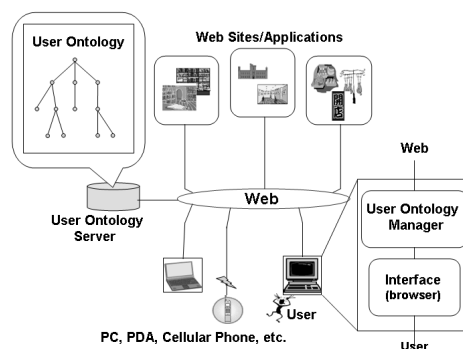 User Ontology
Web Sites/Applications
Web
User Ontology
Server
Web
User Ontology
Manager
Interface
(browser)
User
User
PC, PDA, Cellular Phone, etc.